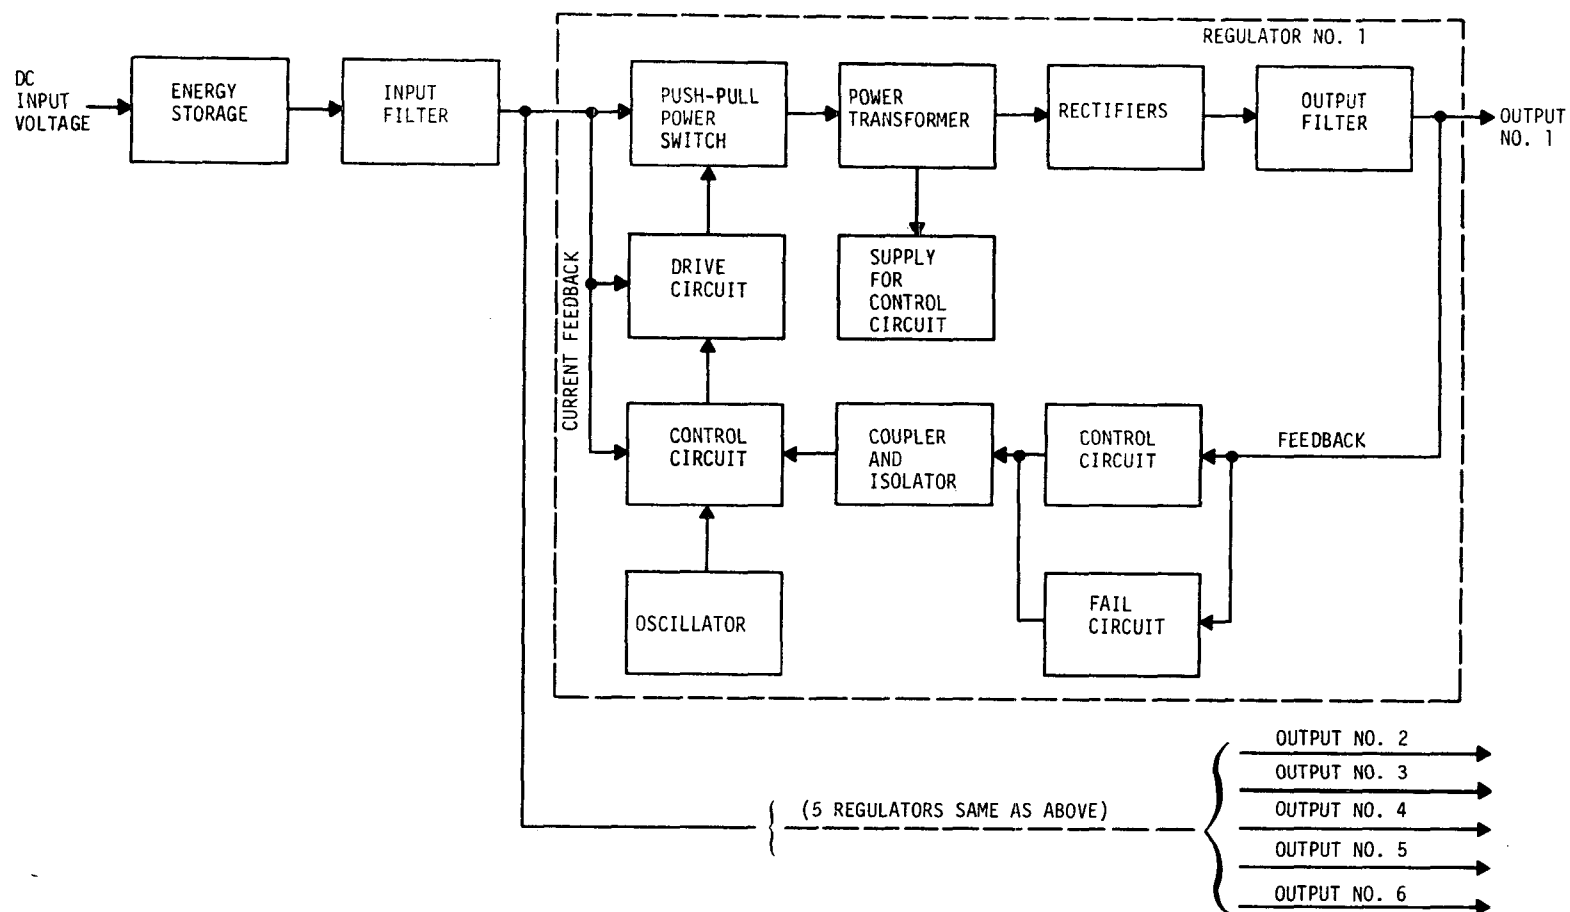 REGULATOR NO. 1
DC
INPUT
VOLTAGE
ENERGY
STORAGE
INPUT
FILTER
PUSH-PULL
POWER
SWITCH
POWER
TRANSFORMER
RECTIFIERS
OUTPUT
FILTER
OUTPUT
NO. 1
CURRENT FEEDBACK
DRIVE
CIRCUIT
SUPPLY
FOR
CONTROL
CIRCUIT
CONTROL
CIRCUIT
COUPLER
AND
ISOLATOR
CONTROL
CIRCUIT
FEEDBACK
OSCILLATOR
FAIL
CIRCUIT
(5 REGULATORS SAME AS ABOVE)
OUTPUT NO. 2
OUTPUT NO. 3
OUTPUT NO. 4
OUTPUT NO. 5
OUTPUT NO. 6